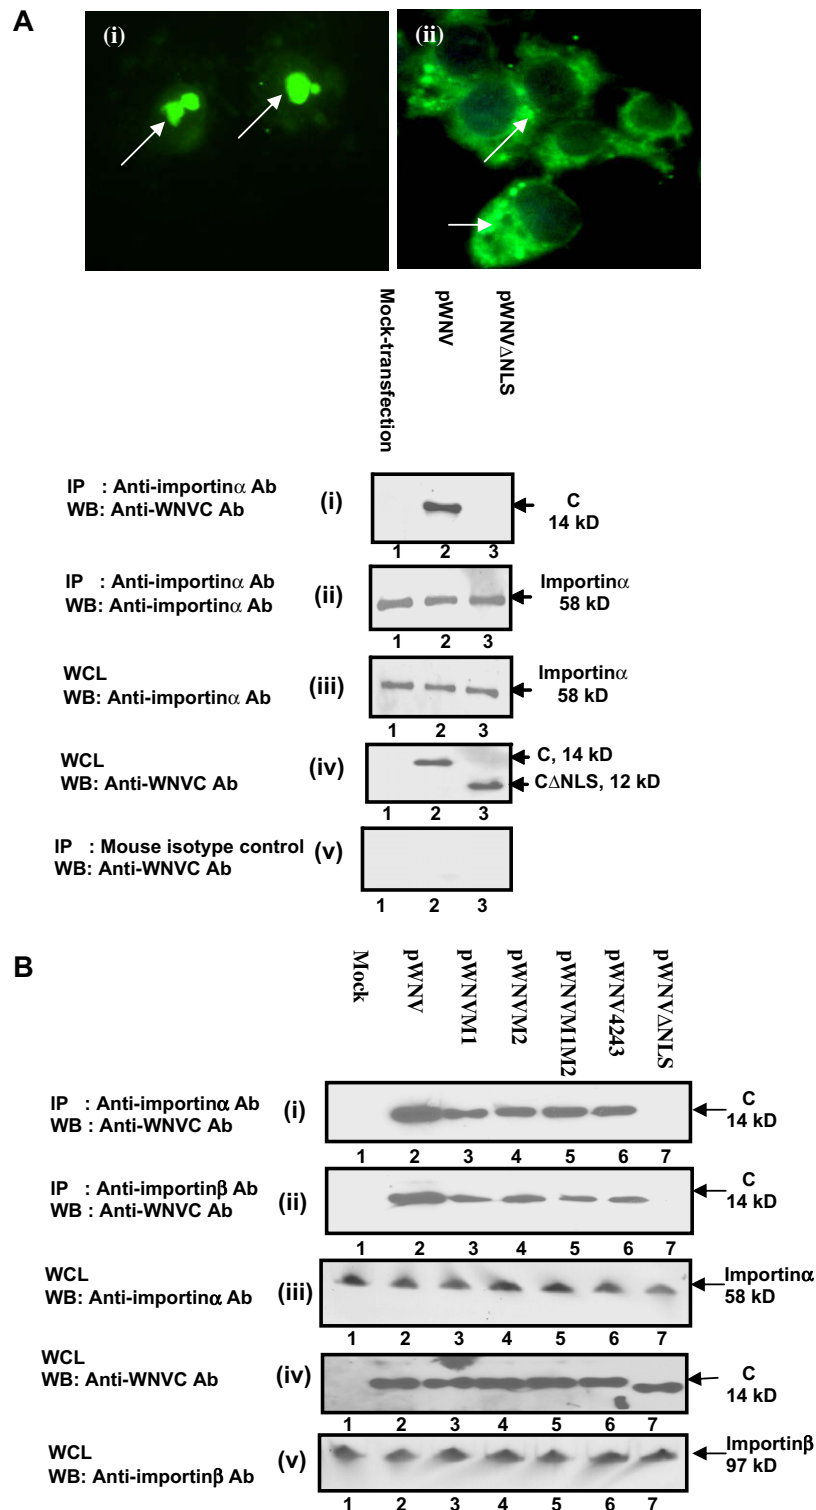 A
(i)
(ii)
Mock-transfection
pWNV
pWNVΔNLS
IP : Anti-importinα Ab
WB: Anti-WNVC Ab
(i)
C
14 kD
1 2 3
IP : Anti-importinα Ab
WB: Anti-importinα Ab
(ii)
Importinα
58 kD
1 2 3
WCL
WB: Anti-importinα Ab
(iii)
Importinα
58 kD
1 2 3
WCL
WB: Anti-WNVC Ab
(iv)
C, 14 kD
CΔNLS, 12 kD
1 2 3
IP : Mouse isotype control
WB: Anti-WNVC Ab
(v)
1 2 3
B
Mock
pWNV
pWNVM1
pWNVM2
pWNVM1M2
pWNV4243
pWNVΔNLS
IP : Anti-importinα Ab
WB : Anti-WNVC Ab
(i)
C
14 kD
1 2 3 4 5 6 7
IP : Anti-importinβ Ab
WB : Anti-WNVC Ab
(ii)
C
14 kD
1 2 3 4 5 6 7
WCL
WB: Anti-importinα Ab
(iii)
Importinα
58 kD
1 2 3 4 5 6 7
WCL
WB: Anti-WNVC Ab
(iv)
C
14 kD
1 2 3 4 5 6 7
WCL
WB: Anti-importinβ Ab
(v)
Importinβ
97 kD
1 2 3 4 5 6 7